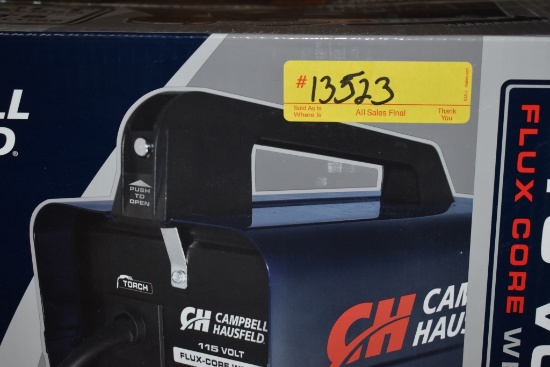 # 13523
Sold As Is
Where Is
All Sales Final
Thank
You
PUSH
TO
OPEN
TORCH
CH CAMPBELL
HAUSFELD
115 VOLT
FLUX-CORE
CH CAM
HAUSF
FLUX CORE